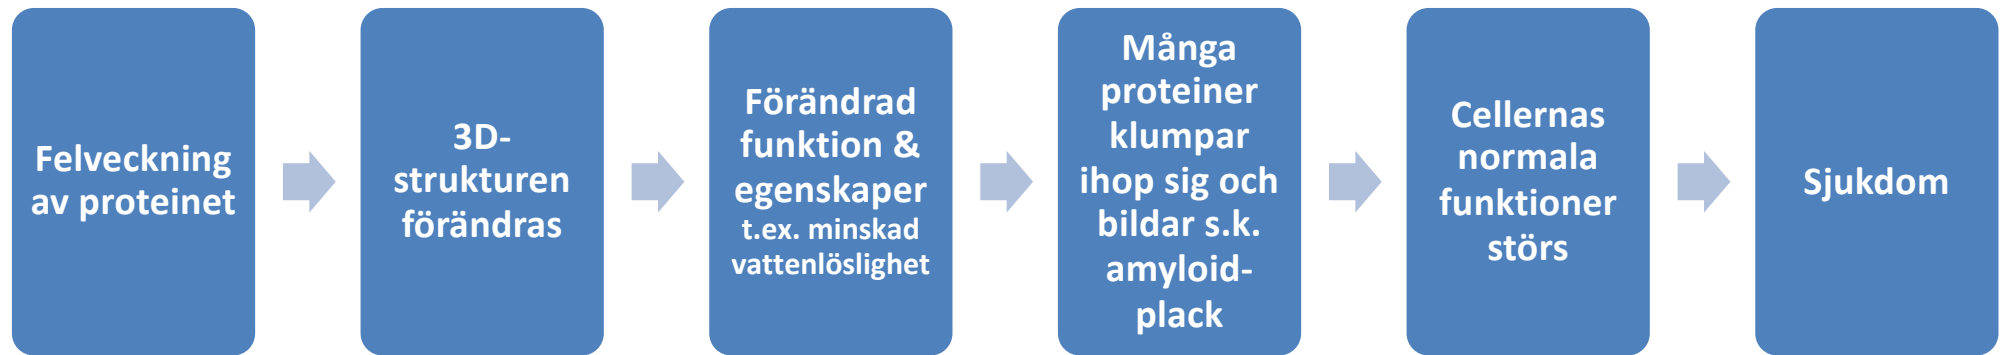 Felveckning
av proteinet
3D-
strukturen
förändras
Förändrad
funktion &
egenskaper
t.ex. minskad
vattenlöslighet
Många
proteiner
klumpar
ihop sig och
bildar s.k.
amyloid-
plack
Cellernas
normala
funktioner
störs
Sjukdom